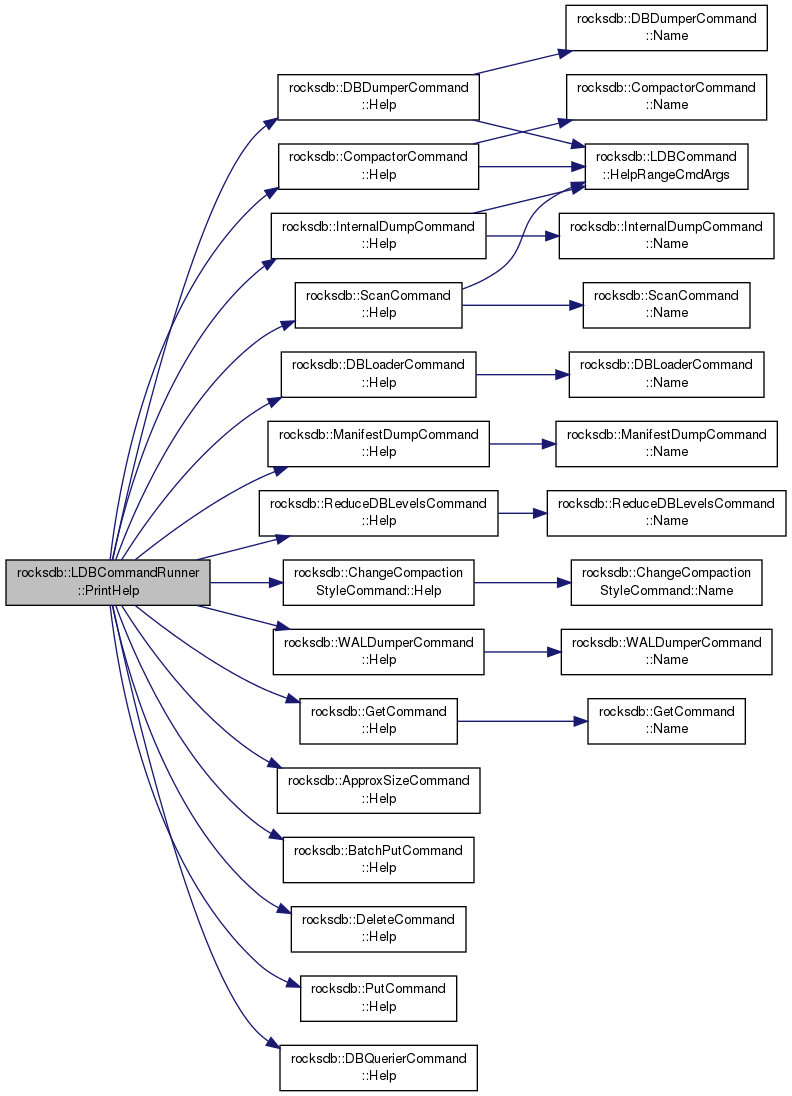 rocksdb::LDBCommandRunner
::PrintHelp
rocksdb::DBDumperCommand
::Help
rocksdb::CompactorCommand
::Help
rocksdb::InternalDumpCommand
::Help
rocksdb::ScanCommand
::Help
rocksdb::DBLoaderCommand
::Help
rocksdb::ManifestDumpCommand
::Help
rocksdb::ReduceDBLevelsCommand
::Help
rocksdb::ChangeCompaction
StyleCommand::Help
rocksdb::WALDumperCommand
::Help
rocksdb::GetCommand
::Help
rocksdb::ApproxSizeCommand
::Help
rocksdb::BatchPutCommand
::Help
rocksdb::DeleteCommand
::Help
rocksdb::PutCommand
::Help
rocksdb::DBQuerierCommand
::Help
rocksdb::DBDumperCommand
::Name
rocksdb::CompactorCommand
::Name
rocksdb::LDBCommand
::HelpRangeCmdArgs
rocksdb::InternalDumpCommand
::Name
rocksdb::ScanCommand
::Name
rocksdb::DBLoaderCommand
::Name
rocksdb::ManifestDumpCommand
::Name
rocksdb::ReduceDBLevelsCommand
::Name
rocksdb::ChangeCompaction
StyleCommand::Name
rocksdb::WALDumperCommand
::Name
rocksdb::GetCommand
::Name